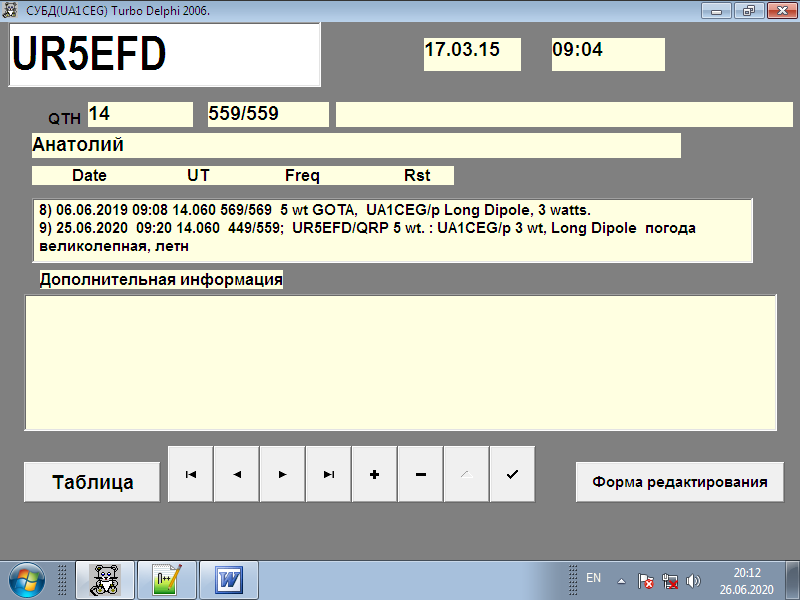 СУБД(UA1CEG) Turbo Delphi 2006.
UR5EFD
17.03.15
09:04
QTH 14
559/559
Анатолий
Date UT Freq Rst
8) 06.06.2019 09:08 14.060 569/569 5 wt GOTA, UA1CEG/p Long Dipole, 3 watts.
9) 25.06.2020 09:20 14.060 449/559; UR5EFD/QRP 5 wt. : UA1CEG/p 3 wt, Long Dipole погода
великолепная, летн
Дополнительная информация
Таблица
Форма редактирования
EN
20:12
26.06.2020